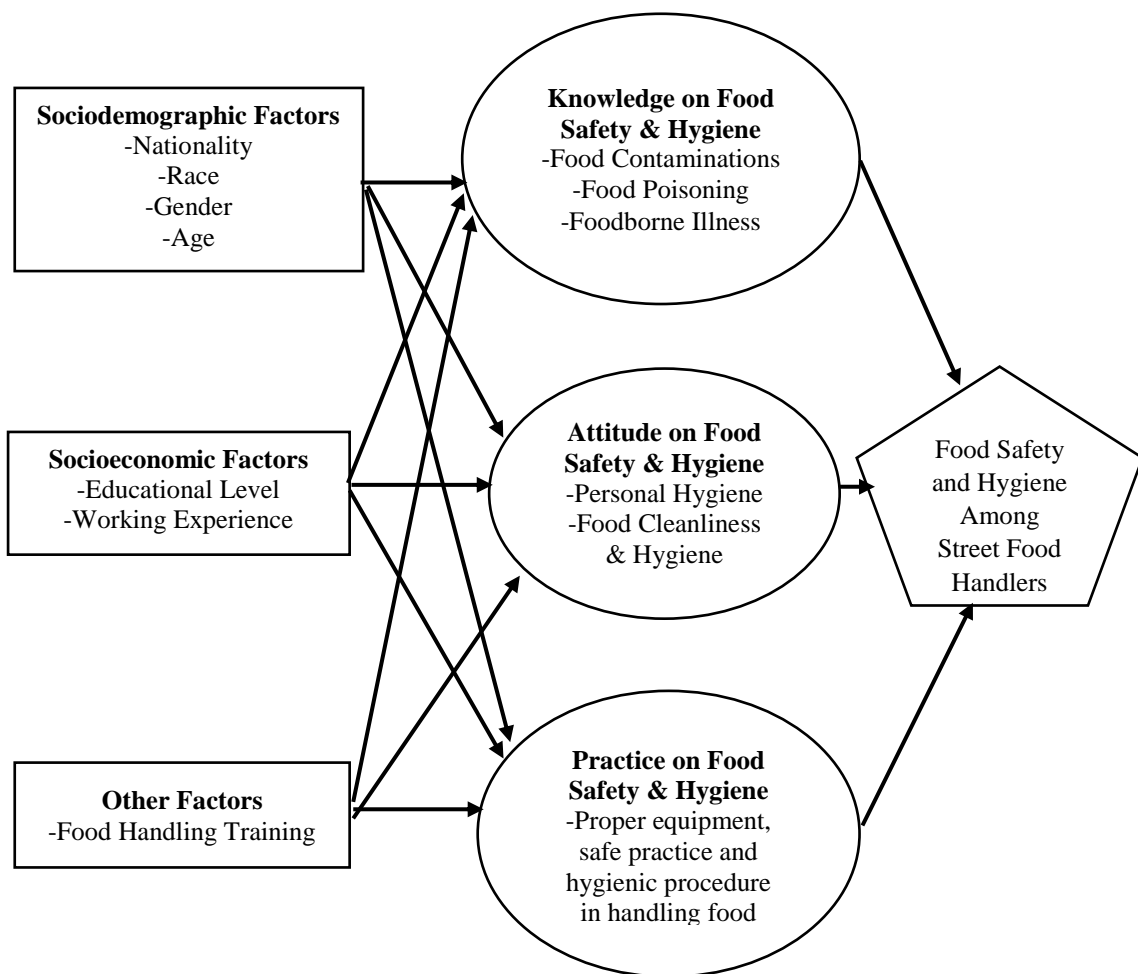 Sociodemographic Factors
-Nationality
-Race
-Gender
-Age
Knowledge on Food
Safety & Hygiene
-Food Contaminations
-Food Poisoning
-Foodborne Illness
Socioeconomic Factors
-Educational Level
-Working Experience
Attitude on Food
Safety & Hygiene
-Personal Hygiene
-Food Cleanliness
& Hygiene
Food Safety
and Hygiene
Among
Street Food
Handlers
Other Factors
-Food Handling Training
Practice on Food
Safety & Hygiene
-Proper equipment,
safe practice and
hygienic procedure
in handling food